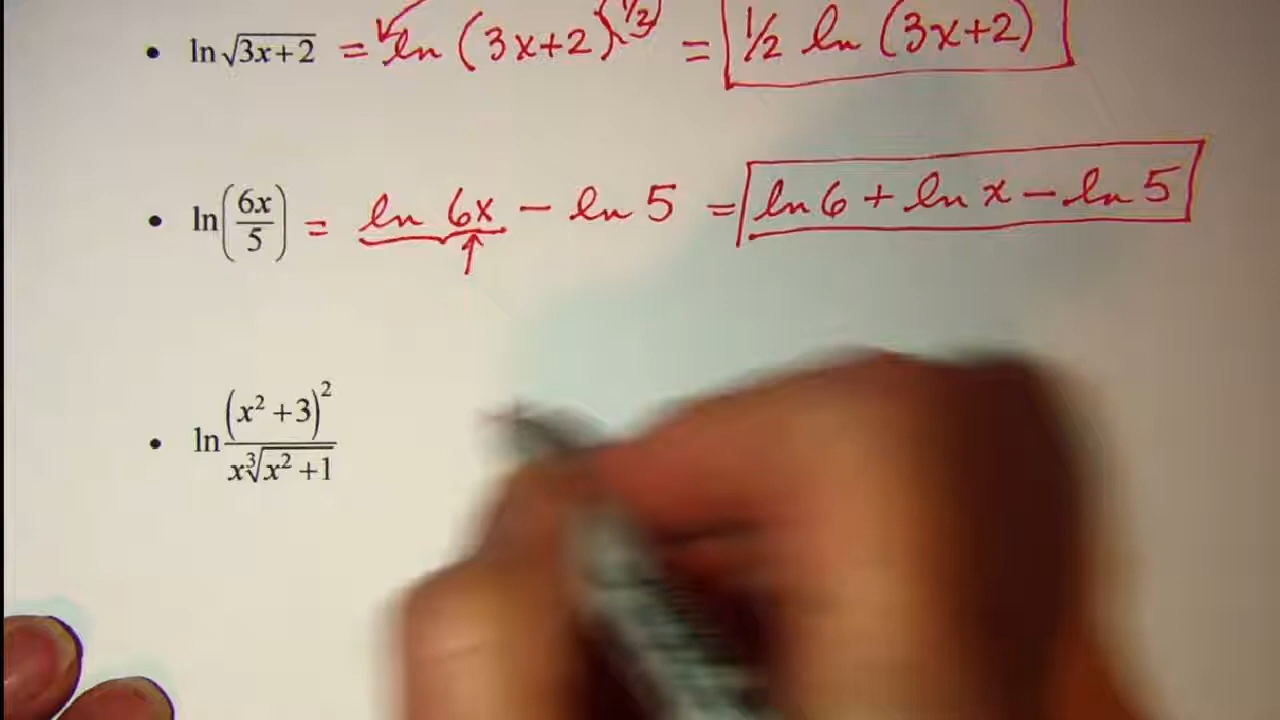 • ln√(3x+2) = ln (3x+2)^(1/2) = 1/2 ln (3x+2)
• ln(6x/5) = ln 6x − ln 5 = ln 6 + ln x − ln 5
• ln (x² + 3)² / x∛(x² + 1)